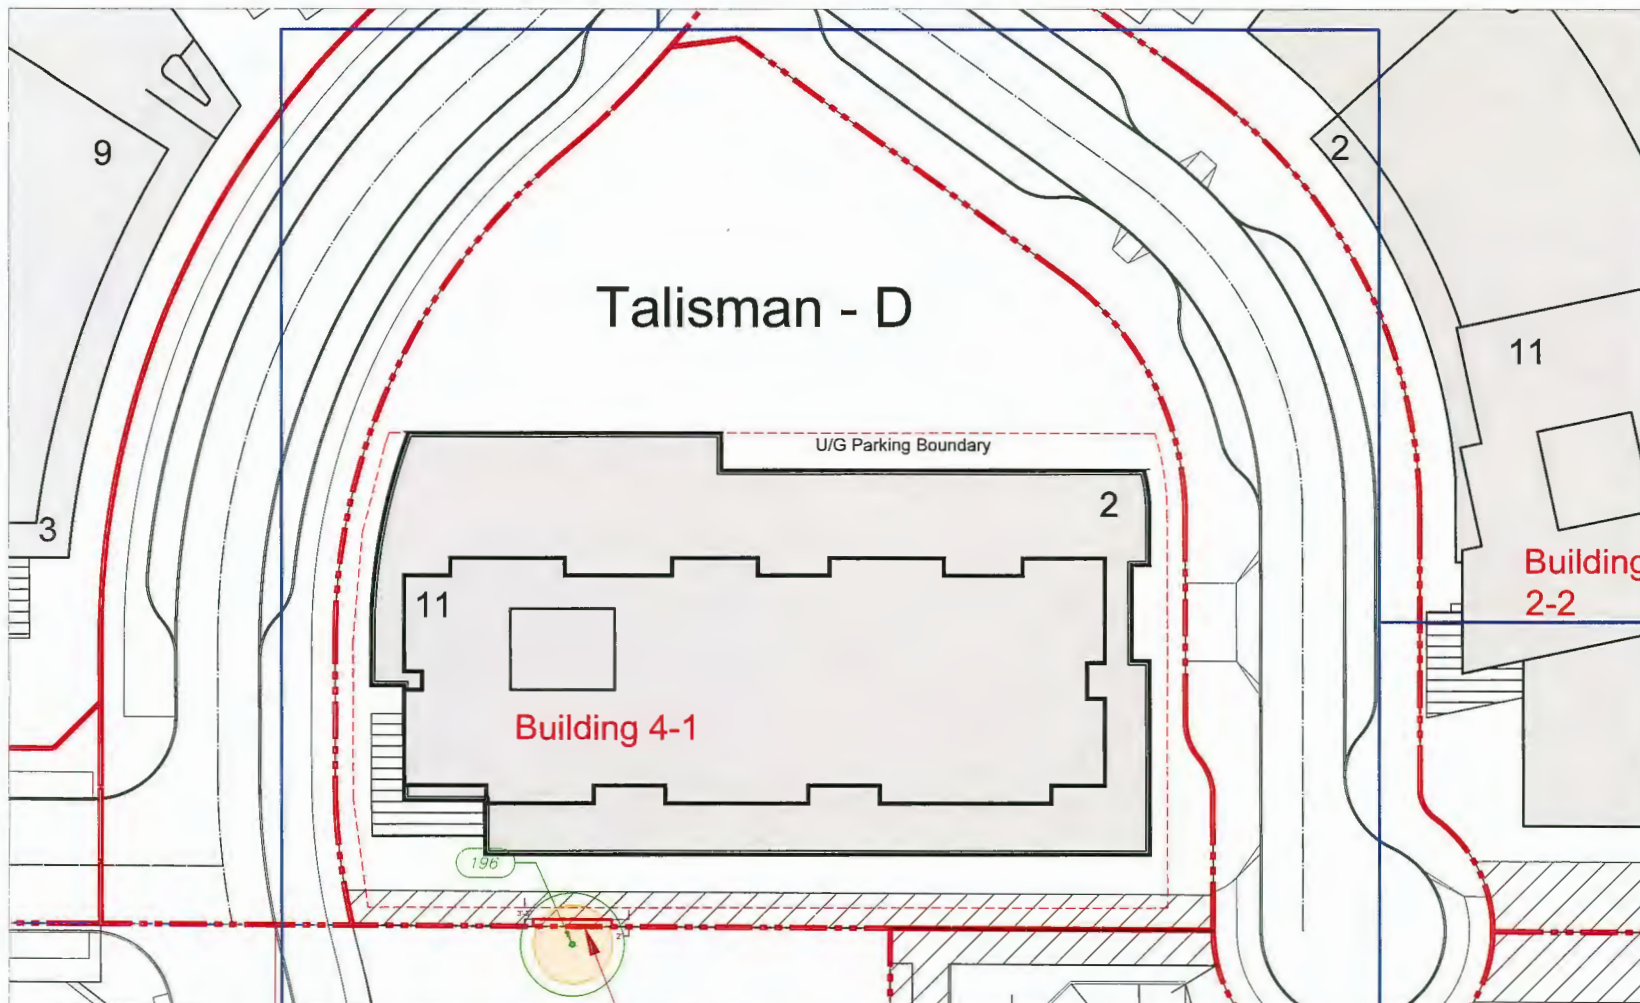 9
2
Talisman - D
11
U/G Parking Boundary
2
3
Building
2-2
11
Building 4-1
196